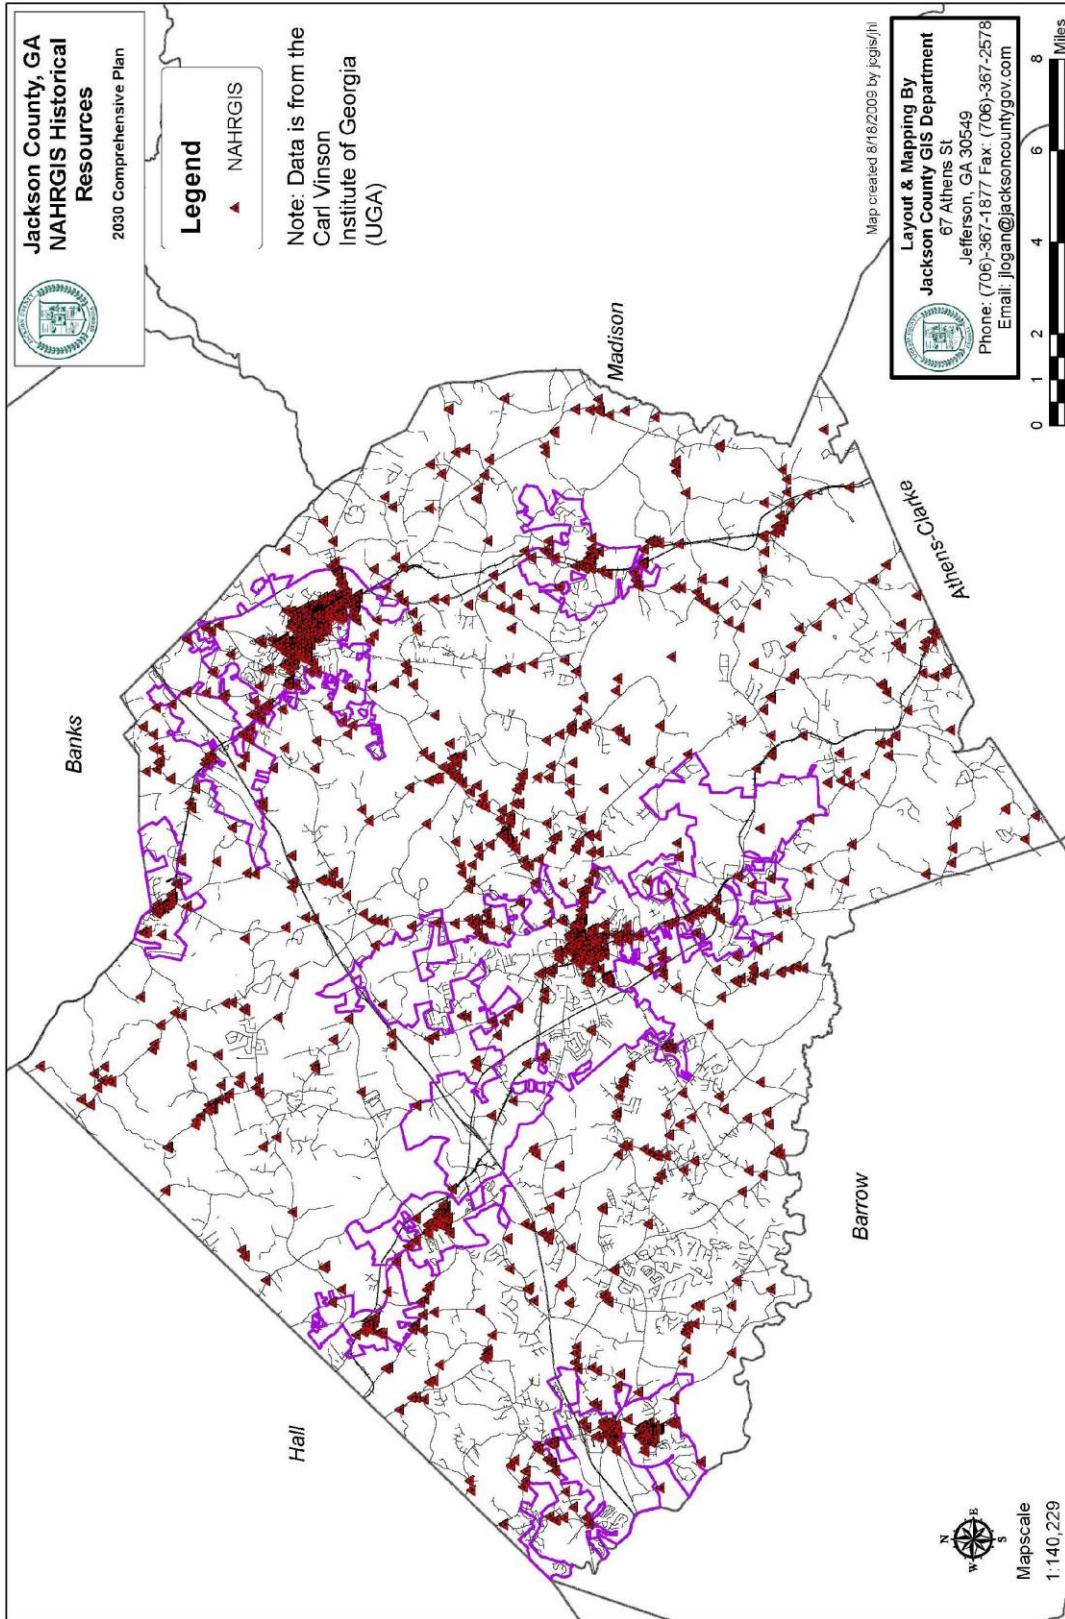 Jackson County, GA
NAHRGIS Historical
Resources
2030 Comprehensive Plan
Legend
NAHRGIS
Note: Data is from the
Carl Vinson
Institute of Georgia
(UGA)
Banks
Hall
Madison
Barrow
Athens-Clarke
Map created 8/18/2009 by jcgis/jhl
Layout & Mapping By
Jackson County GIS Department
67 Athens St
Jefferson, GA 30549
Phone: (706)-367-1877 Fax: (706)-367-2578
Email: jlogan@jacksoncountygov.com
N
W E
S
Mapscale
1:140,229
0 1 2 4 6 8
Miles